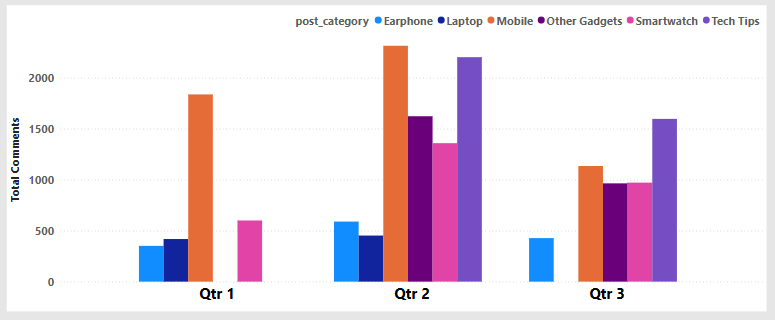 post_category Earphone Laptop Mobile Other Gadgets Smartwatch Tech Tips
Total Comments
2000
1500
1000
500
0
Qtr 1 Qtr 2 Qtr 3